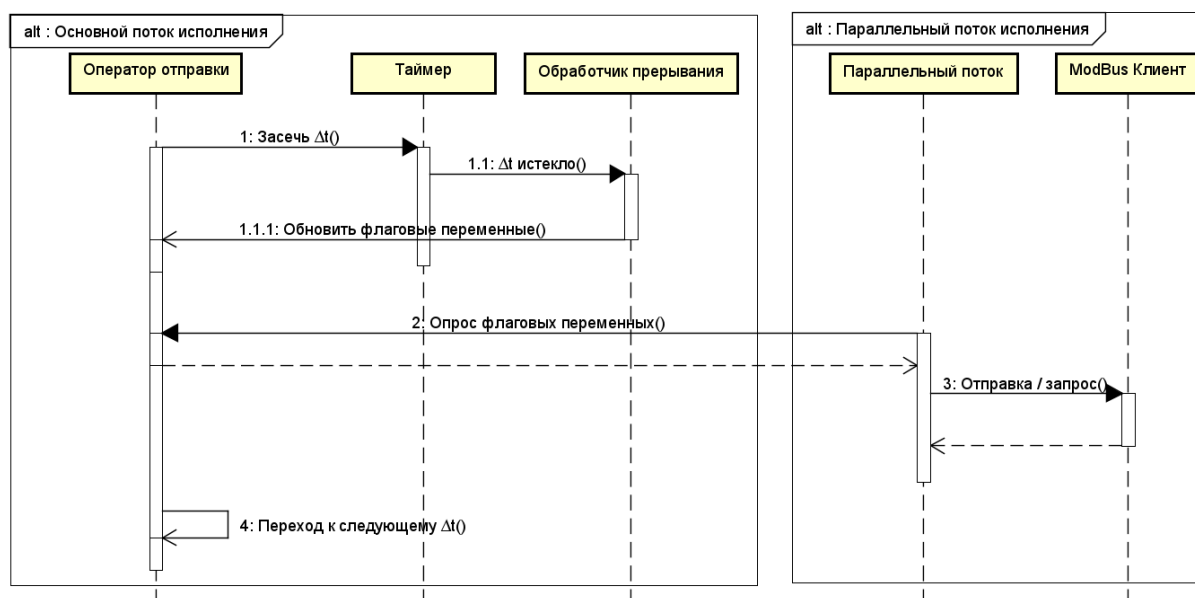 alt : Основной поток исполнения
alt : Параллельный поток исполнения
Оператор отправки
Таймер
Обработчик прерывания
Параллельный поток
ModBus Клиент
1: Засечь Δt()
1.1: Δt истекло()
1.1.1: Обновить флаговые переменные()
2: Опрос флаговых переменных()
3: Отправка / запрос()
4: Переход к следующему Δt()